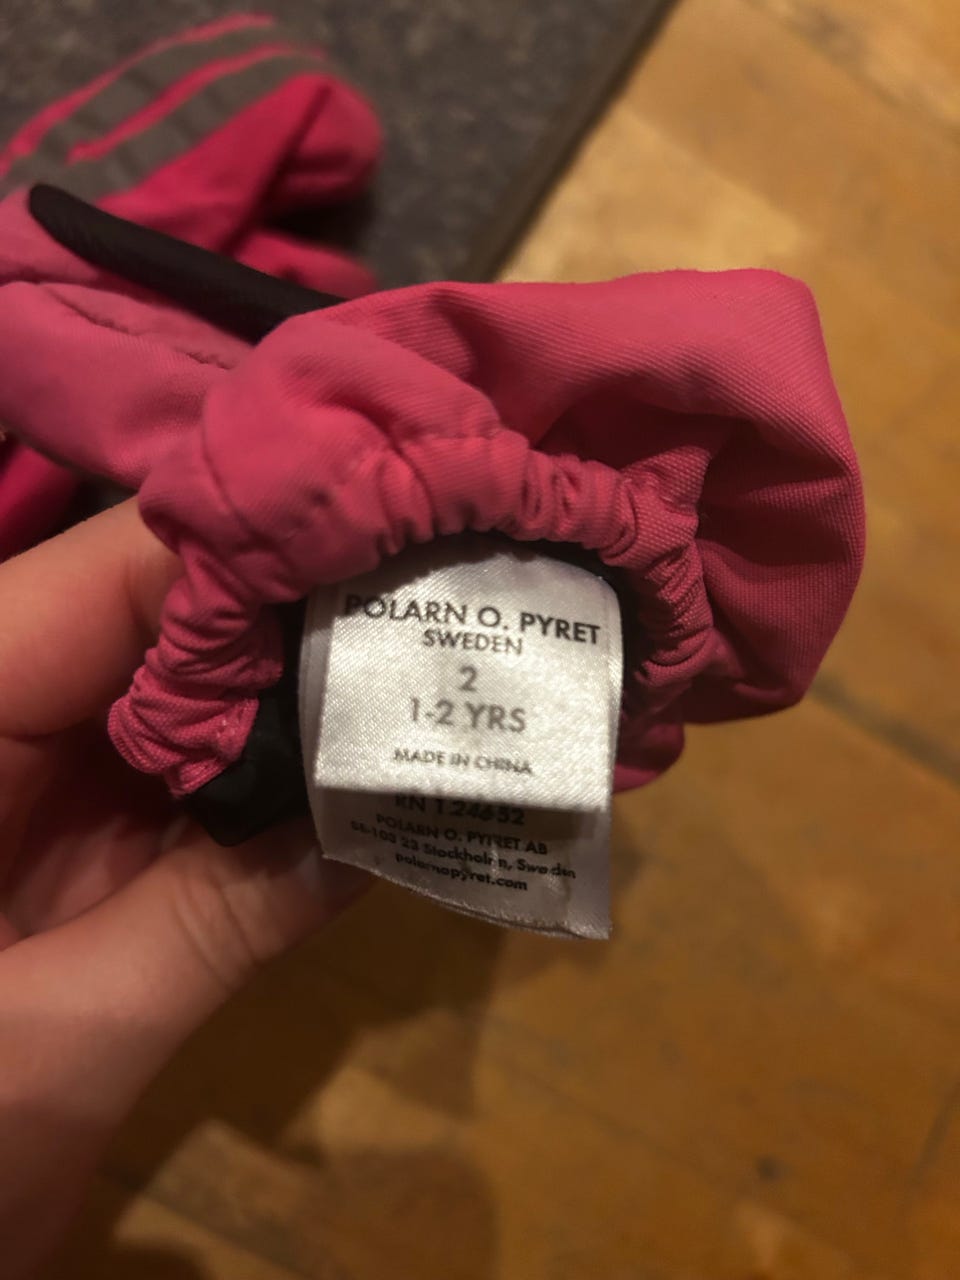 POLARN O. PYRET
SWEDEN
2
1-2 YRS
MADE IN CHINA
RN 124652
POLARN O. PYRET AB
SE-103 23 Stockholm, Sweden
polarnopyret.com